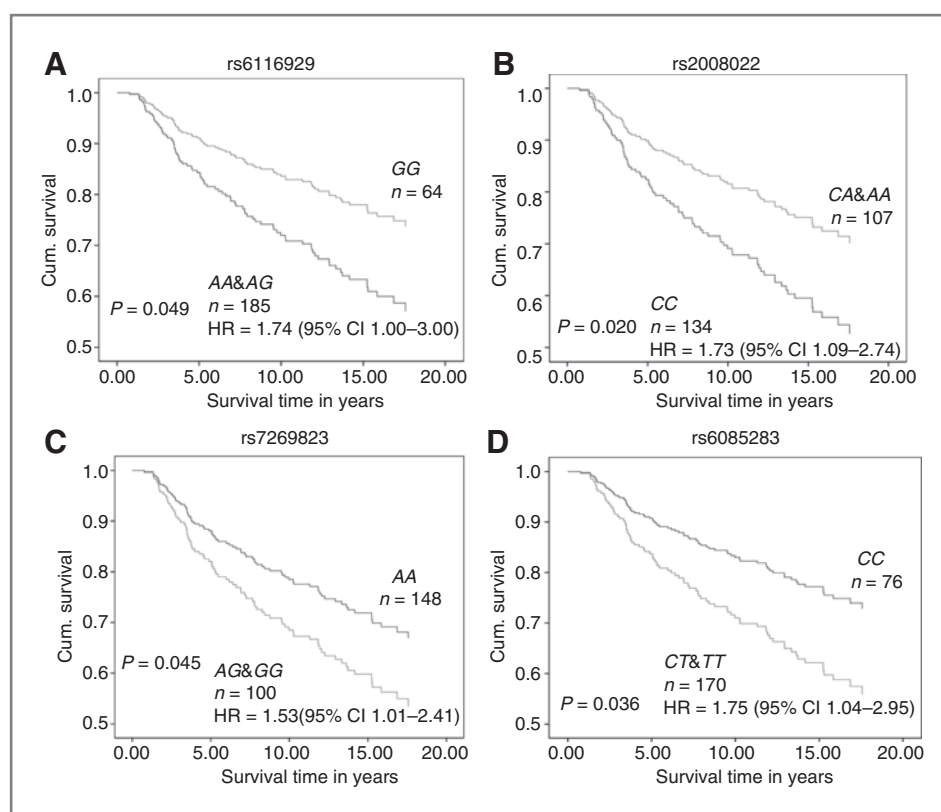 A
rs6116929
1.0
0.9
0.8
0.7
0.6
0.5
Cum. survival
GG
n = 64
AA&AG
n = 185
HR = 1.74 (95% CI 1.00–3.00)
P = 0.049
0.00 5.00 10.00 15.00 20.00
Survival time in years
B
rs2008022
1.0
0.9
0.8
0.7
0.6
0.5
Cum. survival
CA&AA
n = 107
CC
n = 134
HR = 1.73 (95% CI 1.09–2.74)
P = 0.020
0.00 5.00 10.00 15.00 20.00
Survival time in years
C
rs7269823
1.0
0.9
0.8
0.7
0.6
0.5
Cum. survival
AA
n = 148
AG&GG
n = 100
HR = 1.53(95% CI 1.01–2.41)
P = 0.045
0.00 5.00 10.00 15.00 20.00
Survival time in years
D
rs6085283
1.0
0.9
0.8
0.7
0.6
0.5
Cum. survival
CC
n = 76
CT&TT
n = 170
HR = 1.75 (95% CI 1.04–2.95)
P = 0.036
0.00 5.00 10.00 15.00 20.00
Survival time in years